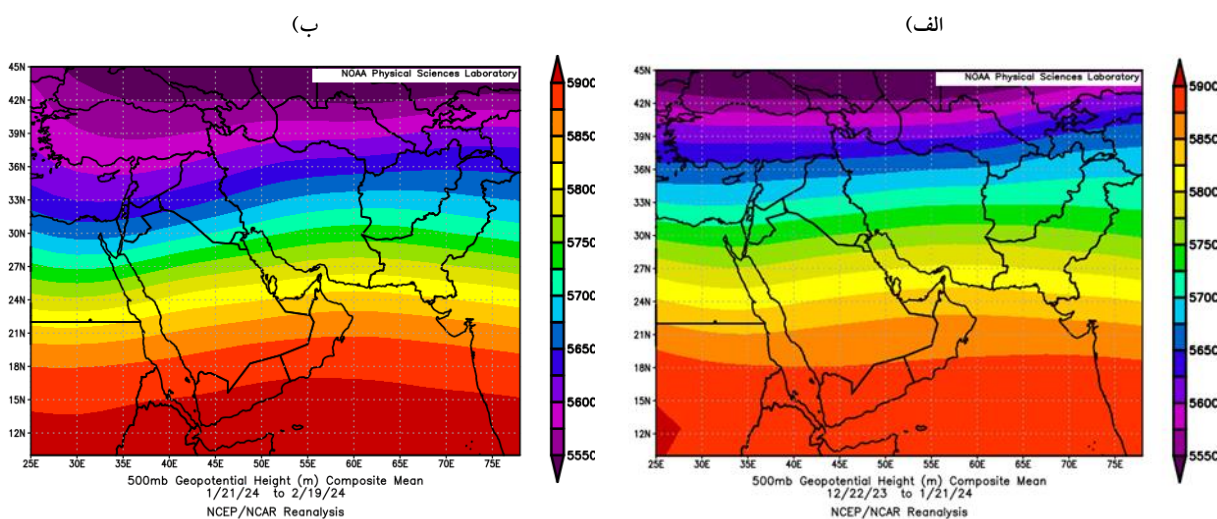 ب)
الف)
NOAA Physical Sciences Laboratory
45N
42N
39N
36N
33N
30N
27N
24N
21N
18N
15N
12N
25E 30E 35E 40E 45E 50E 55E 60E 65E 70E 75E
5900
5850
5800
5750
5700
5650
5600
5550
500mb Geopotential Height (m) Composite Mean
1/21/24 to 2/19/24
NCEP/NCAR Reanalysis
NOAA Physical Sciences Laboratory
45N
42N
39N
36N
33N
30N
27N
24N
21N
18N
15N
12N
25E 30E 35E 40E 45E 50E 55E 60E 65E 70E 75E
5900
5850
5800
5750
5700
5650
5600
5550
500mb Geopotential Height (m) Composite Mean
12/22/23 to 1/21/24
NCEP/NCAR Reanalysis